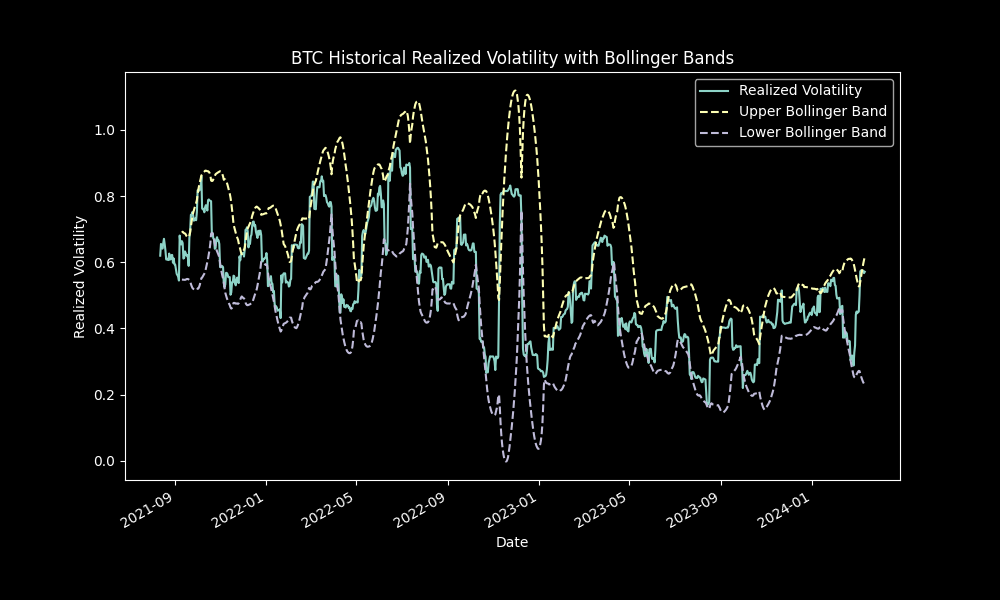 BTC Historical Realized Volatility with Bollinger Bands
Realized Volatility
Upper Bollinger Band
Lower Bollinger Band
1.0
0.8
0.6
0.4
0.2
0.0
Realized Volatility
2021-09
2022-01
2022-05
2022-09
2023-01
2023-05
2023-09
2024-01
Date